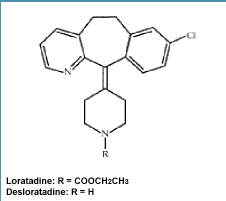 Cl
N
N
R
Loratadine: R = COOCH2CH3
Desloratadine: R = H